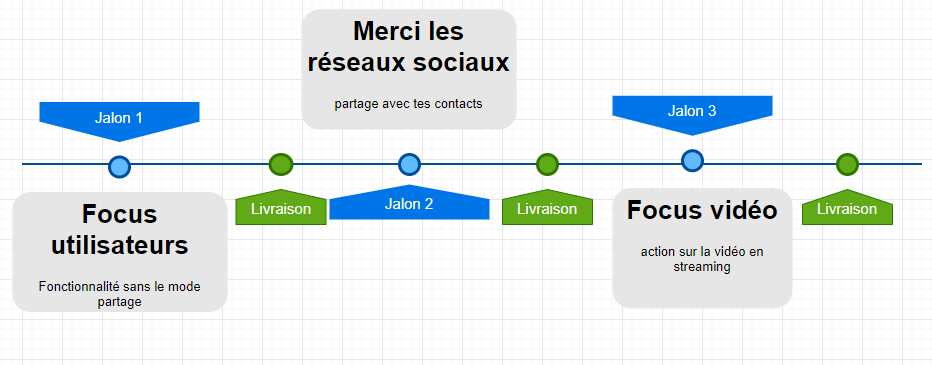 Merci les
réseaux sociaux
partage avec tes contacts
Jalon 1
Jalon 3
Focus
utilisateurs
Fonctionnalité sans le mode
partage
Livraison
Jalon 2
Livraison
Focus vidéo
action sur la vidéo en
streaming
Livraison